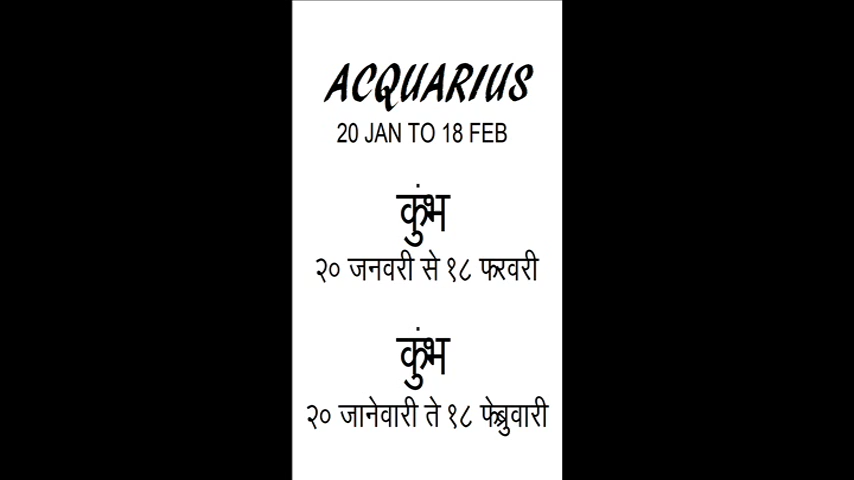 ACQUARIUS
20 JAN TO 18 FEB
कुंभ
२० जनवरी से १८ फरवरी
कुंभ
२० जानेवारी ते १८ फेब्रुवारी